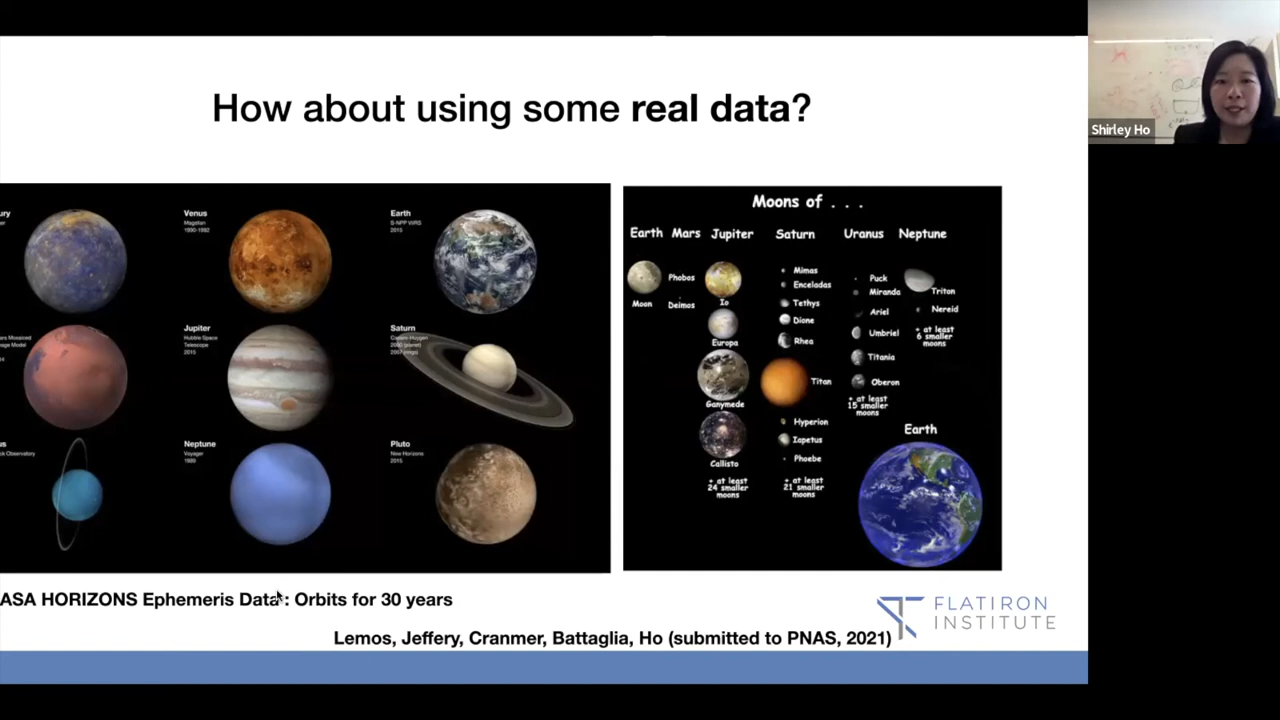 How about using some real data?
Shirley Ho
ury
Venus
Magellan
1990-1992
Earth
S-NPP VIIRS
2015
Jupiter
Hubble Space
Telescope
2015
Saturn
Neptune
Voyager
1989
Pluto
New Horizons
2015
Moons of . . .
Earth Mars Jupiter Saturn Uranus Neptune
Moon
Phobos
Deimos
Io
Europa
Ganymede
Callisto
+ at least
24 smaller
moons
Mimas
Enceladas
Tethys
Dione
Rhea
Titan
Hyperion
Iapetus
Phoebe
+ at least
21 smaller
moons
Puck
Miranda
Ariel
Umbriel
Titania
Oberon
+ at least
15 smaller
moons
Triton
Nereid
+ at least
6 smaller
moons
Earth
ASA HORIZONS Ephemeris Data: Orbits for 30 years
FLATIRON
INSTITUTE
Lemos, Jeffery, Cranmer, Battaglia, Ho (submitted to PNAS, 2021)